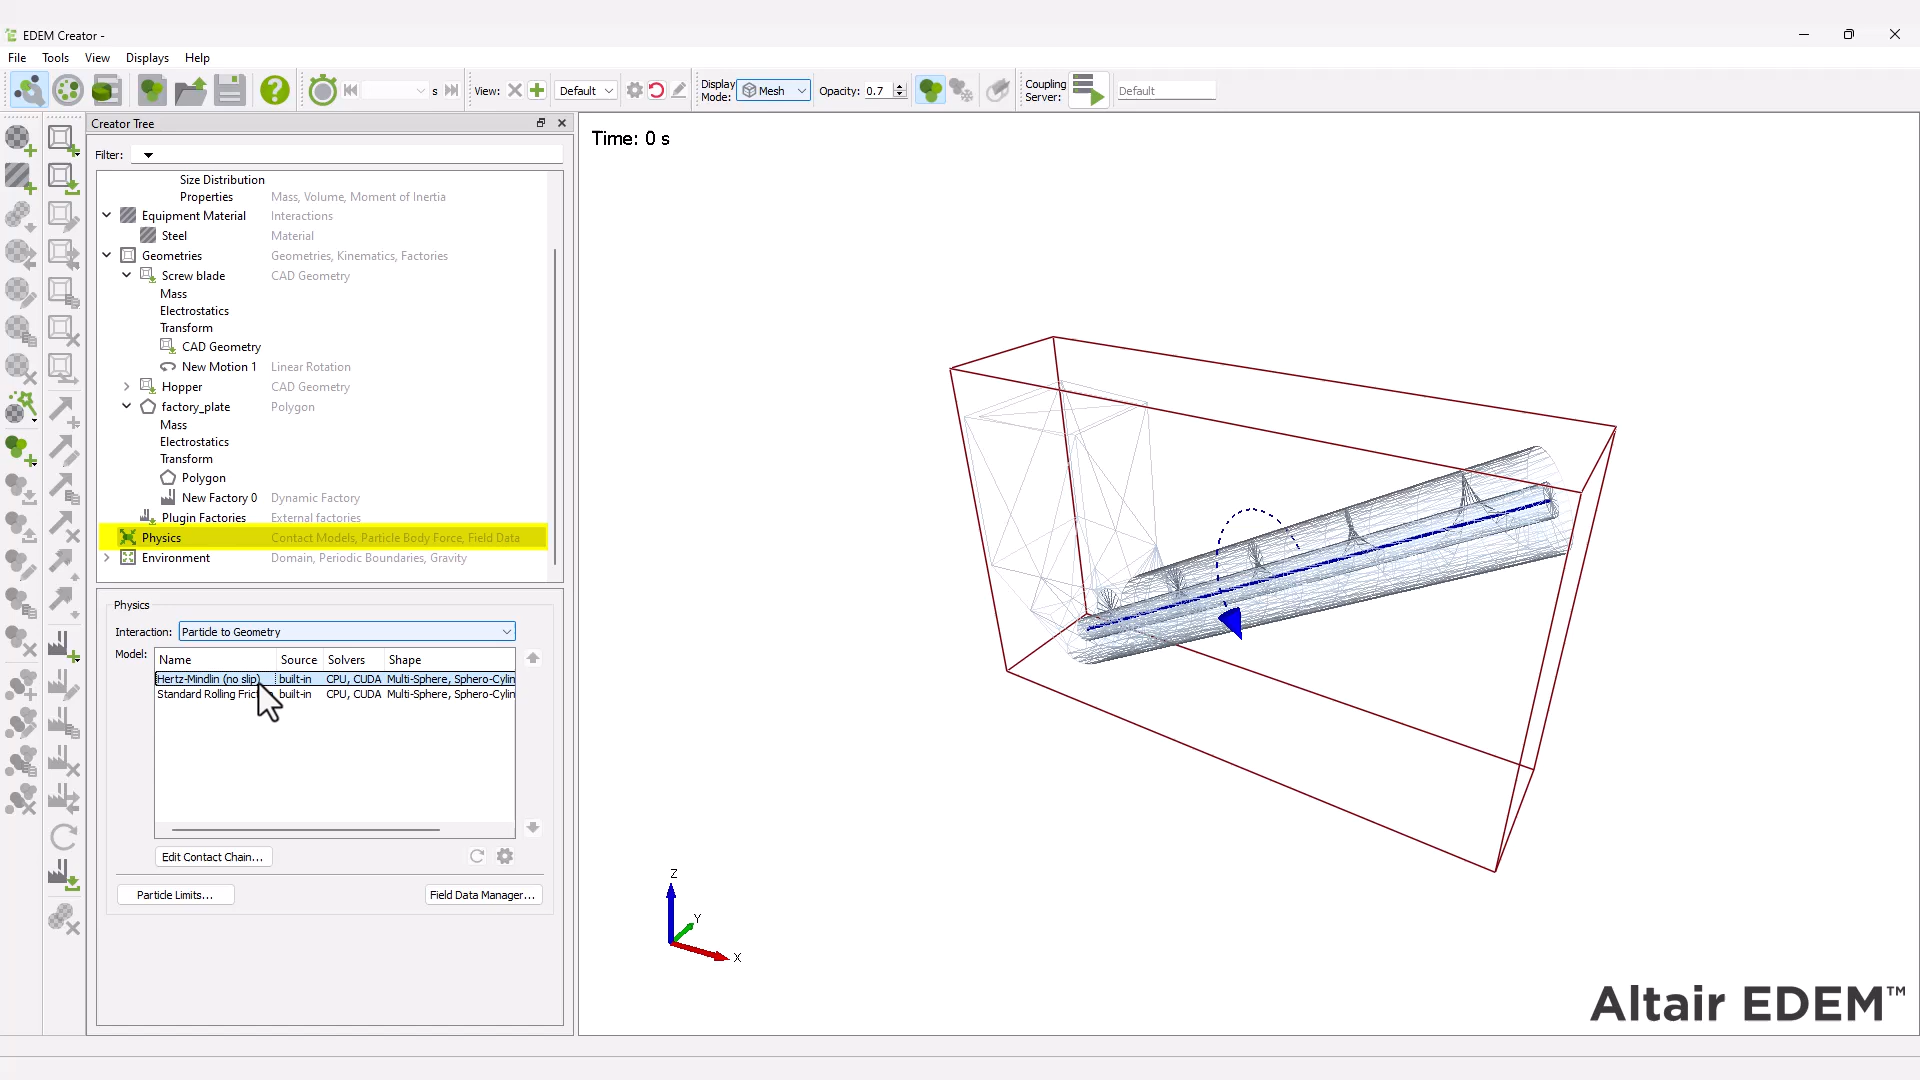 EDEM Creator -
File Tools View Displays Help
s View: Default Display Mode: Mesh Opacity: 0.7 Coupling Server: Default
Creator Tree
Filter:
Size Distribution
Properties Mass, Volume, Moment of Inertia
Equipment Material Interactions
Steel Material
Geometries Geometries, Kinematics, Factories
Screw blade CAD Geometry
Mass
Electrostatics
Transform
CAD Geometry
New Motion 1 Linear Rotation
Hopper CAD Geometry
factory_plate Polygon
Mass
Electrostatics
Transform
Polygon
New Factory 0 Dynamic Factory
Plugin Factories External factories
Physics Contact Models, Particle Body Force, Field Data
Environment Domain, Periodic Boundaries, Gravity
Physics
Interaction: Particle to Geometry
Model: Name Source Solvers Shape
Hertz-Mindlin (no slip) built-in CPU, CUDA Multi-Sphere, Sphero-Cylin
Standard Rolling Fric built-in CPU, CUDA Multi-Sphere, Sphero-Cylin
Edit Contact Chain...
Particle Limits... Field Data Manager...
Time: 0 s
Z
Y
X
Altair EDEM™